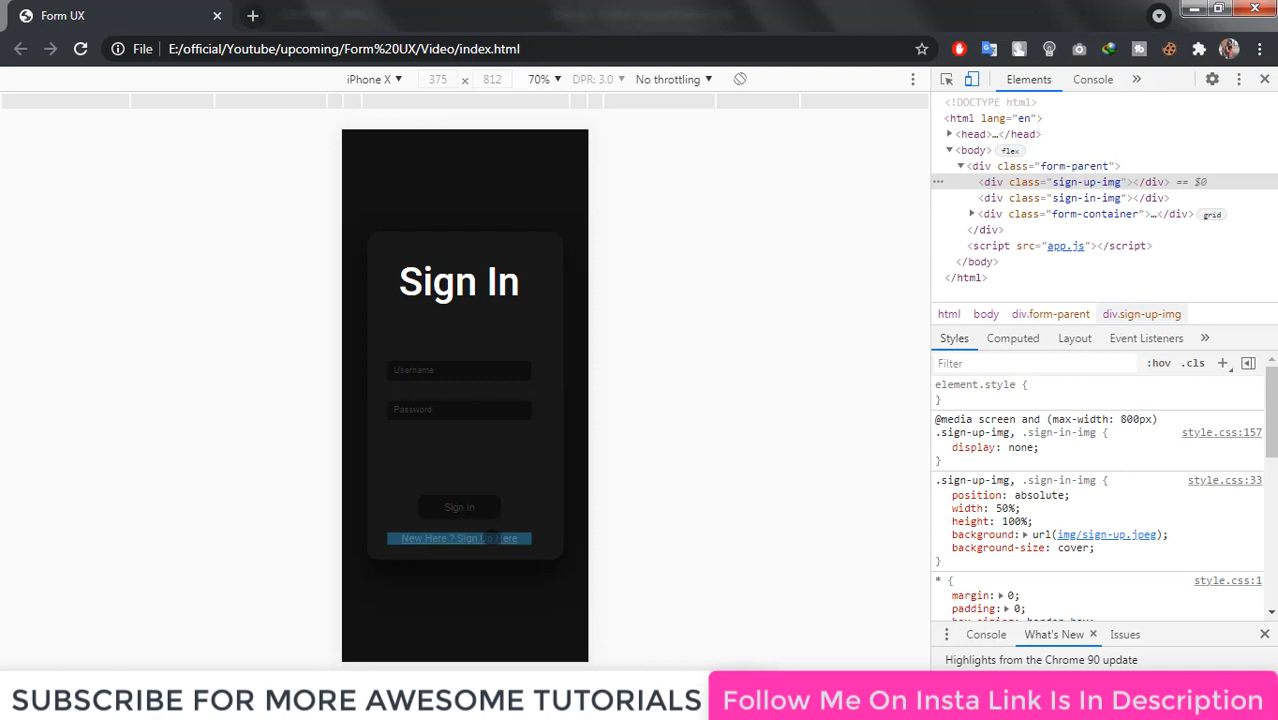 Form UX
File E:/official/Youtube/upcoming/Form%20UX/Video/index.html
iPhone X 375 × 812 70% DPR: 3.0 No throttling
Elements Console
<!DOCTYPE html>
<html lang="en">
<head>…</head>
<body> flex
<div class="form-parent">
<div class="sign-up-img"></div> == $0
<div class="sign-in-img"></div>
<div class="form-container">…</div> grid
</div>
<script src="app.js"></script>
</body>
</html>
html body div.form-parent div.sign-up-img
Styles Computed Layout Event Listeners
Filter :hov .cls
element.style {
}
@media screen and (max-width: 800px)
.sign-up-img, .sign-in-img { style.css:157
display: none;
}
.sign-up-img, .sign-in-img { style.css:33
position: absolute;
width: 50%;
height: 100%;
background: url(img/sign-up.jpeg);
background-size: cover;
}
* { style.css:1
margin: 0;
padding: 0;
Console What's New Issues
Highlights from the Chrome 90 update
Sign In
Username
Password
Sign In
New Here ? Sign Up Here
SUBSCRIBE FOR MORE AWESOME TUTORIALS
Follow Me On Insta Link Is In Description